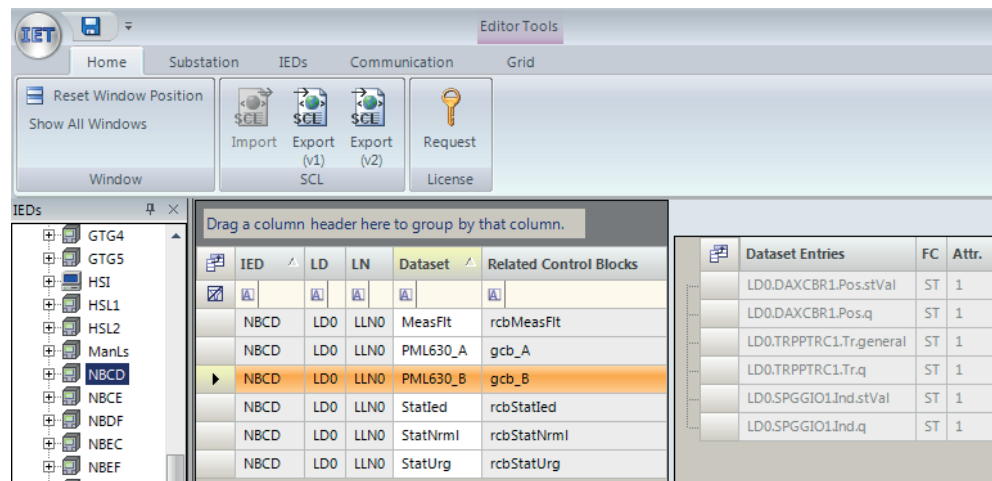 IET
Editor Tools
Home Substation IEDs Communication Grid
Reset Window Position
Show All Windows
SCL SCL SCL
Import Export Export Request
(v1) (v2)
Window SCL License
IEDs
GTG4
GTG5
HSI
HSL1
HSL2
ManLs
NBCD
NBCE
NBDF
NBEC
NBEF
Drag a column header here to group by that column.
IED LD LN Dataset Related Control Blocks
A A A A A
NBCD LD0 LLN0 MeasFlt rcbMeasFlt
NBCD LD0 LLN0 PML630_A gcb_A
NBCD LD0 LLN0 PML630_B gcb_B
NBCD LD0 LLN0 StatIed rcbStatIed
NBCD LD0 LLN0 StatNrml rcbStatNrml
NBCD LD0 LLN0 StatUrg rcbStatUrg
Dataset Entries FC Attr.
LD0.DAXCBR1.Pos.stVal ST 1
LD0.DAXCBR1.Pos.q ST 1
LD0.TRPPTRC1.Tr.general ST 1
LD0.TRPPTRC1.Tr.q ST 1
LD0.SPGGIO1.Ind.stVal ST 1
LD0.SPGGIO1.Ind.q ST 1